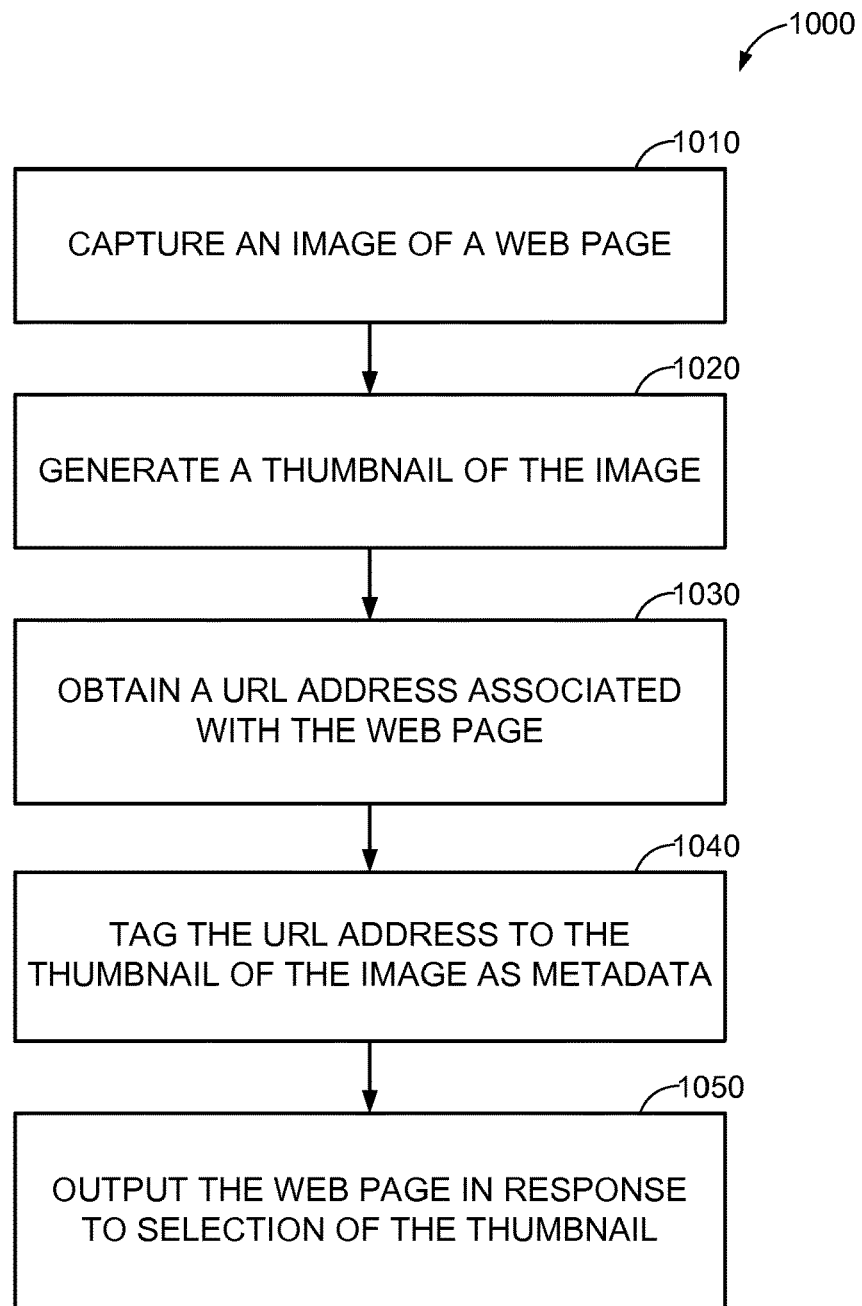 1000
1010
CAPTURE AN IMAGE OF A WEB PAGE
1020
GENERATE A THUMBNAIL OF THE IMAGE
1030
OBTAIN A URL ADDRESS ASSOCIATED
WITH THE WEB PAGE
1040
TAG THE URL ADDRESS TO THE
THUMBNAIL OF THE IMAGE AS METADATA
1050
OUTPUT THE WEB PAGE IN RESPONSE
TO SELECTION OF THE THUMBNAIL